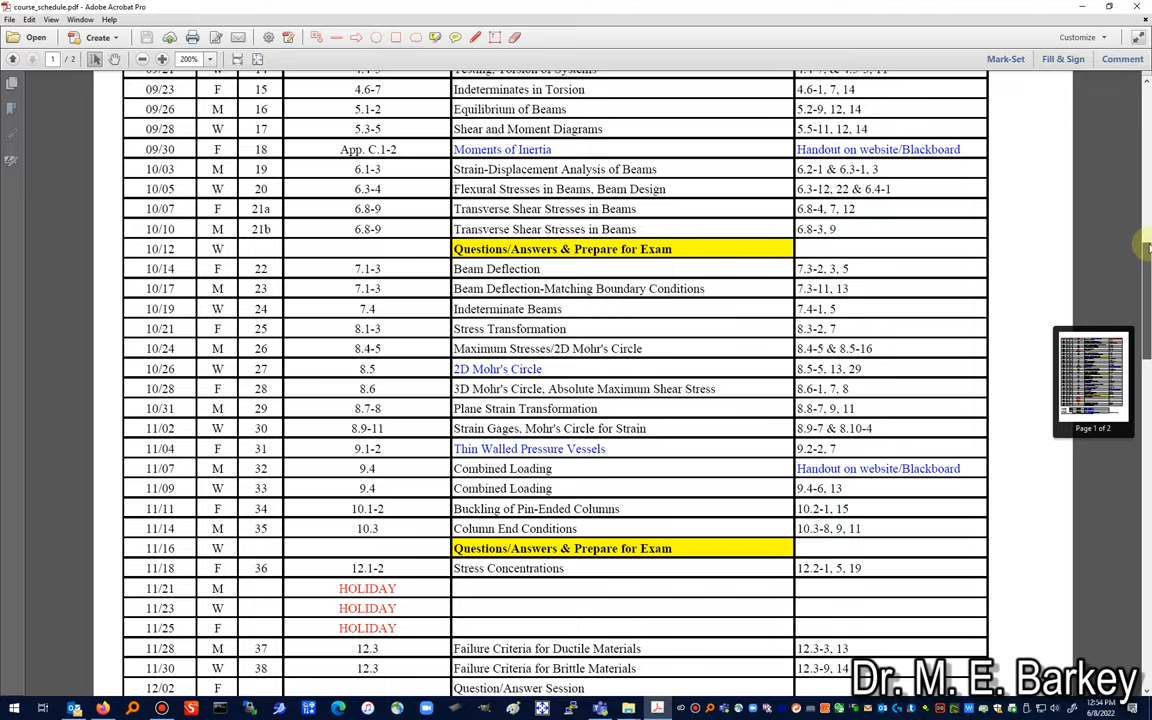 course_schedule.pdf - Adobe Acrobat Pro
File Edit View Window Help
Open Create Customize
1 / 2 200% Mark-Set Fill & Sign Comment
09/23 F 15 4.6-7 Indeterminates in Torsion 4.6-1, 7, 14
09/26 M 16 5.1-2 Equilibrium of Beams 5.2-9, 12, 14
09/28 W 17 5.3-5 Shear and Moment Diagrams 5.5-11, 12, 14
09/30 F 18 App. C.1-2 Moments of Inertia Handout on website/Blackboard
10/03 M 19 6.1-3 Strain-Displacement Analysis of Beams 6.2-1 & 6.3-1, 3
10/05 W 20 6.3-4 Flexural Stresses in Beams, Beam Design 6.3-12, 22 & 6.4-1
10/07 F 21a 6.8-9 Transverse Shear Stresses in Beams 6.8-4, 7, 12
10/10 M 21b 6.8-9 Transverse Shear Stresses in Beams 6.8-3, 9
10/12 W Questions/Answers & Prepare for Exam
10/14 F 22 7.1-3 Beam Deflection 7.3-2, 3, 5
10/17 M 23 7.1-3 Beam Deflection-Matching Boundary Conditions 7.3-11, 13
10/19 W 24 7.4 Indeterminate Beams 7.4-1, 5
10/21 F 25 8.1-3 Stress Transformation 8.3-2, 7
10/24 M 26 8.4-5 Maximum Stresses/2D Mohr's Circle 8.4-5 & 8.5-16
10/26 W 27 8.5 2D Mohr's Circle 8.5-5, 13, 29
10/28 F 28 8.6 3D Mohr's Circle, Absolute Maximum Shear Stress 8.6-1, 7, 8
10/31 M 29 8.7-8 Plane Strain Transformation 8.8-7, 9, 11
11/02 W 30 8.9-11 Strain Gages, Mohr's Circle for Strain 8.9-7 & 8.10-4
Page 1 of 2
11/04 F 31 9.1-2 Thin Walled Pressure Vessels 9.2-2, 7
11/07 M 32 9.4 Combined Loading Handout on website/Blackboard
11/09 W 33 9.4 Combined Loading 9.4-6, 13
11/11 F 34 10.1-2 Buckling of Pin-Ended Columns 10.2-1, 15
11/14 M 35 10.3 Column End Conditions 10.3-8, 9, 11
11/16 W Questions/Answers & Prepare for Exam
11/18 F 36 12.1-2 Stress Concentrations 12.2-1, 5, 19
11/21 M HOLIDAY
11/23 W HOLIDAY
11/25 F HOLIDAY
11/28 M 37 12.3 Failure Criteria for Ductile Materials 12.3-3, 13
11/30 W 38 12.3 Failure Criteria for Brittle Materials 12.3-9, 14
12/02 F Question/Answer Session
Dr. M. E. Barkey
12:54 PM
6/8/2022